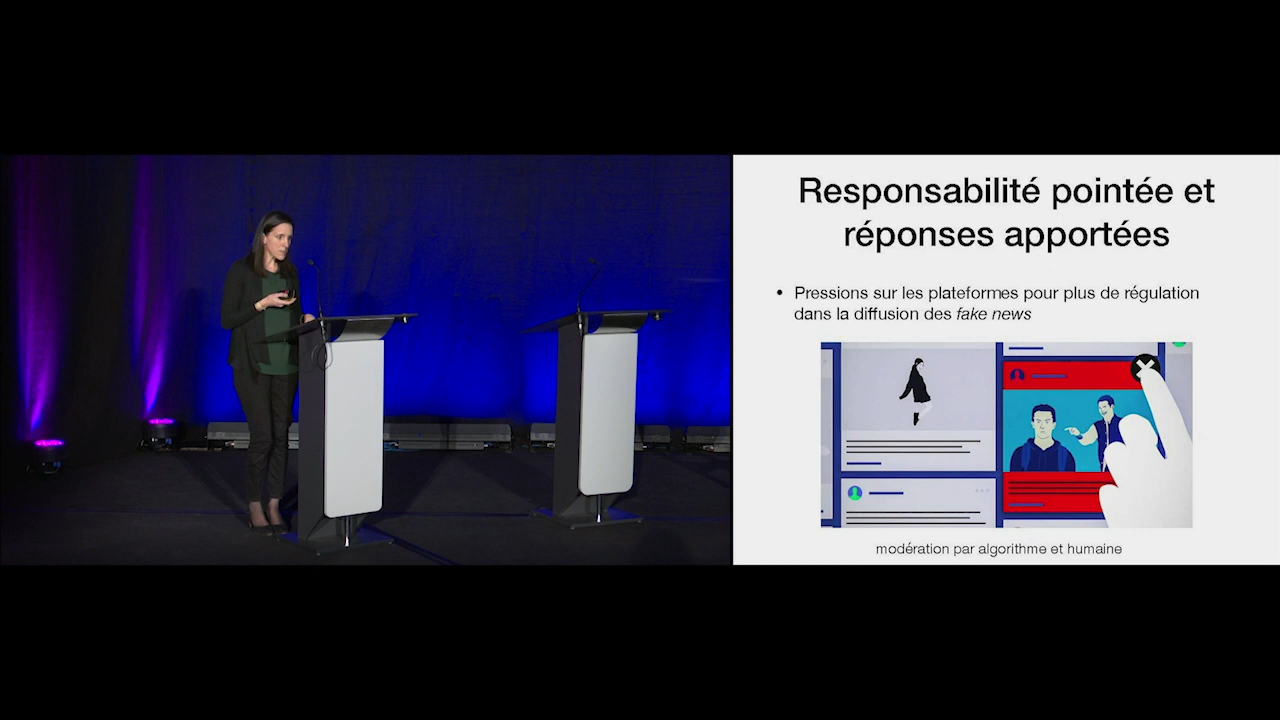 Responsabilité pointée et
réponses apportées
• Pressions sur les plateformes pour plus de régulation
dans la diffusion des fake news
modération par algorithme et humaine